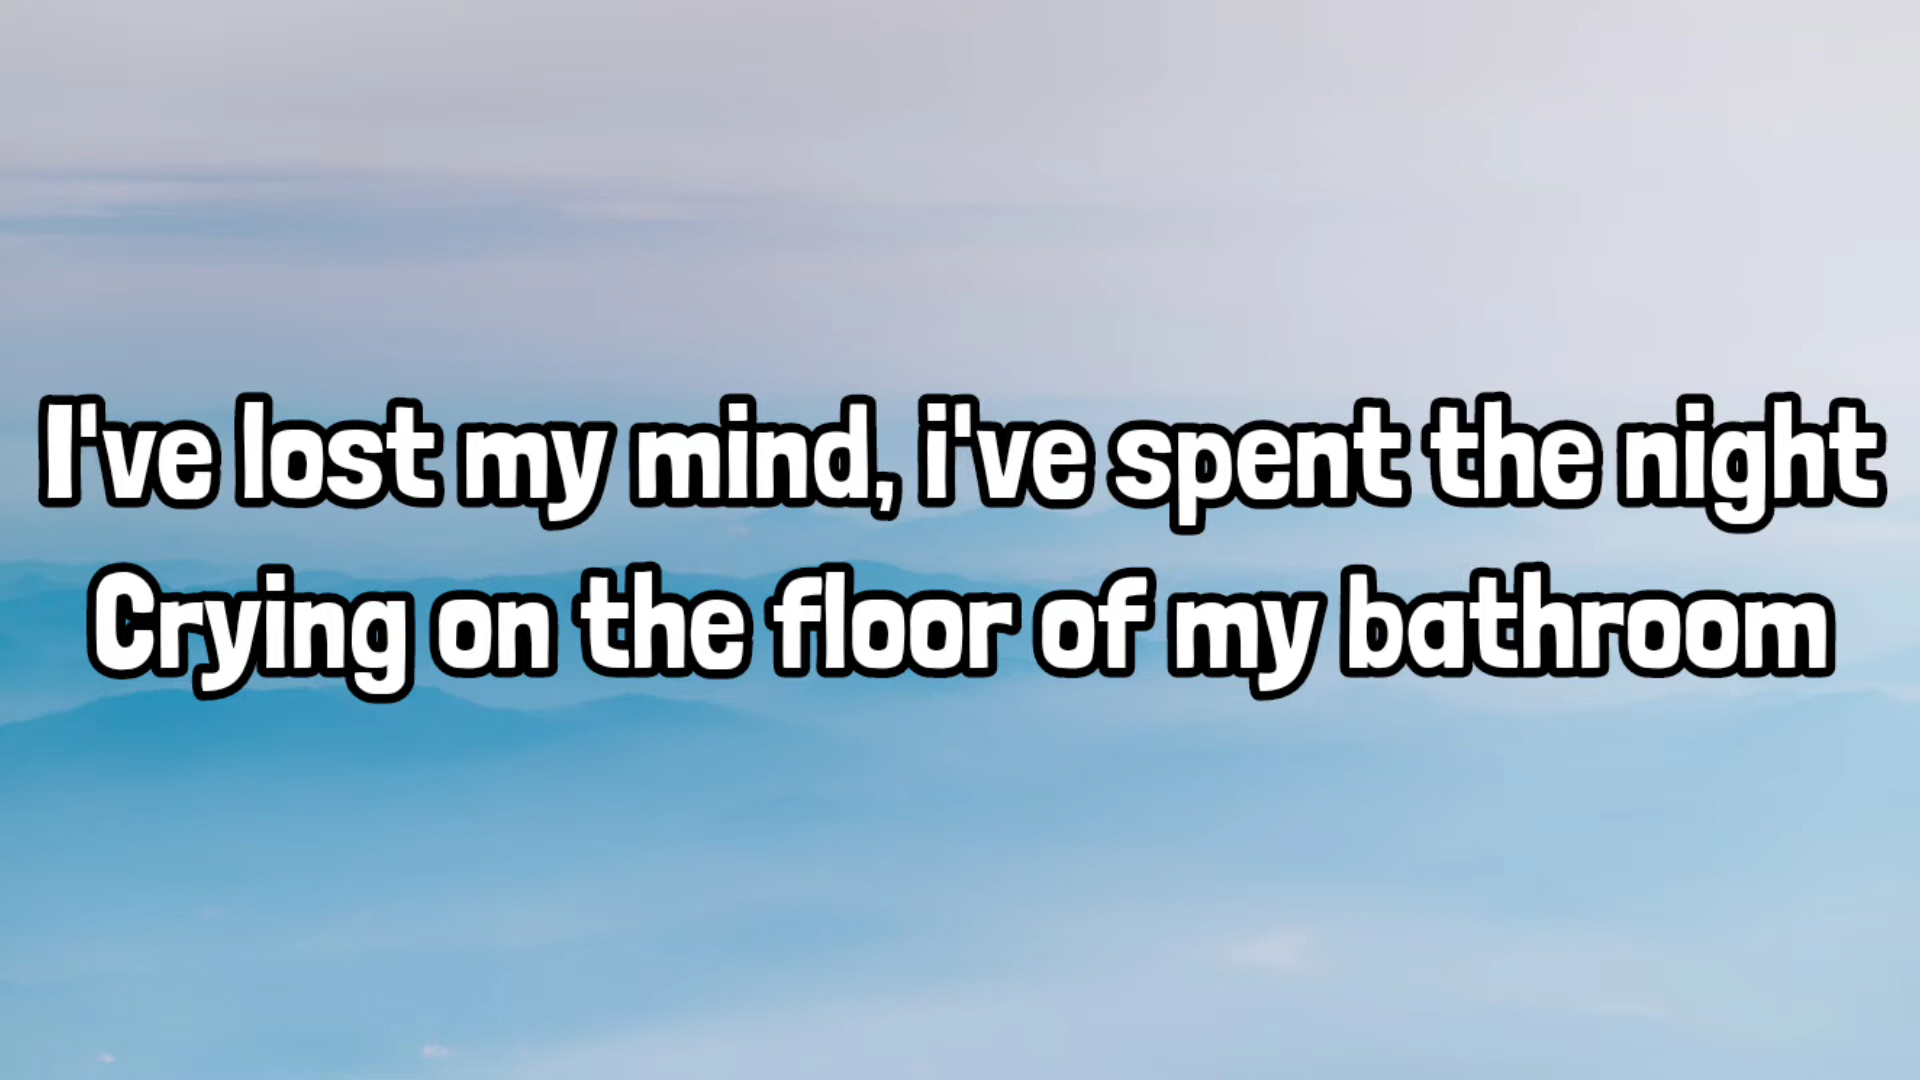 I've lost my mind, i've spent the night
Crying on the floor of my bathroom